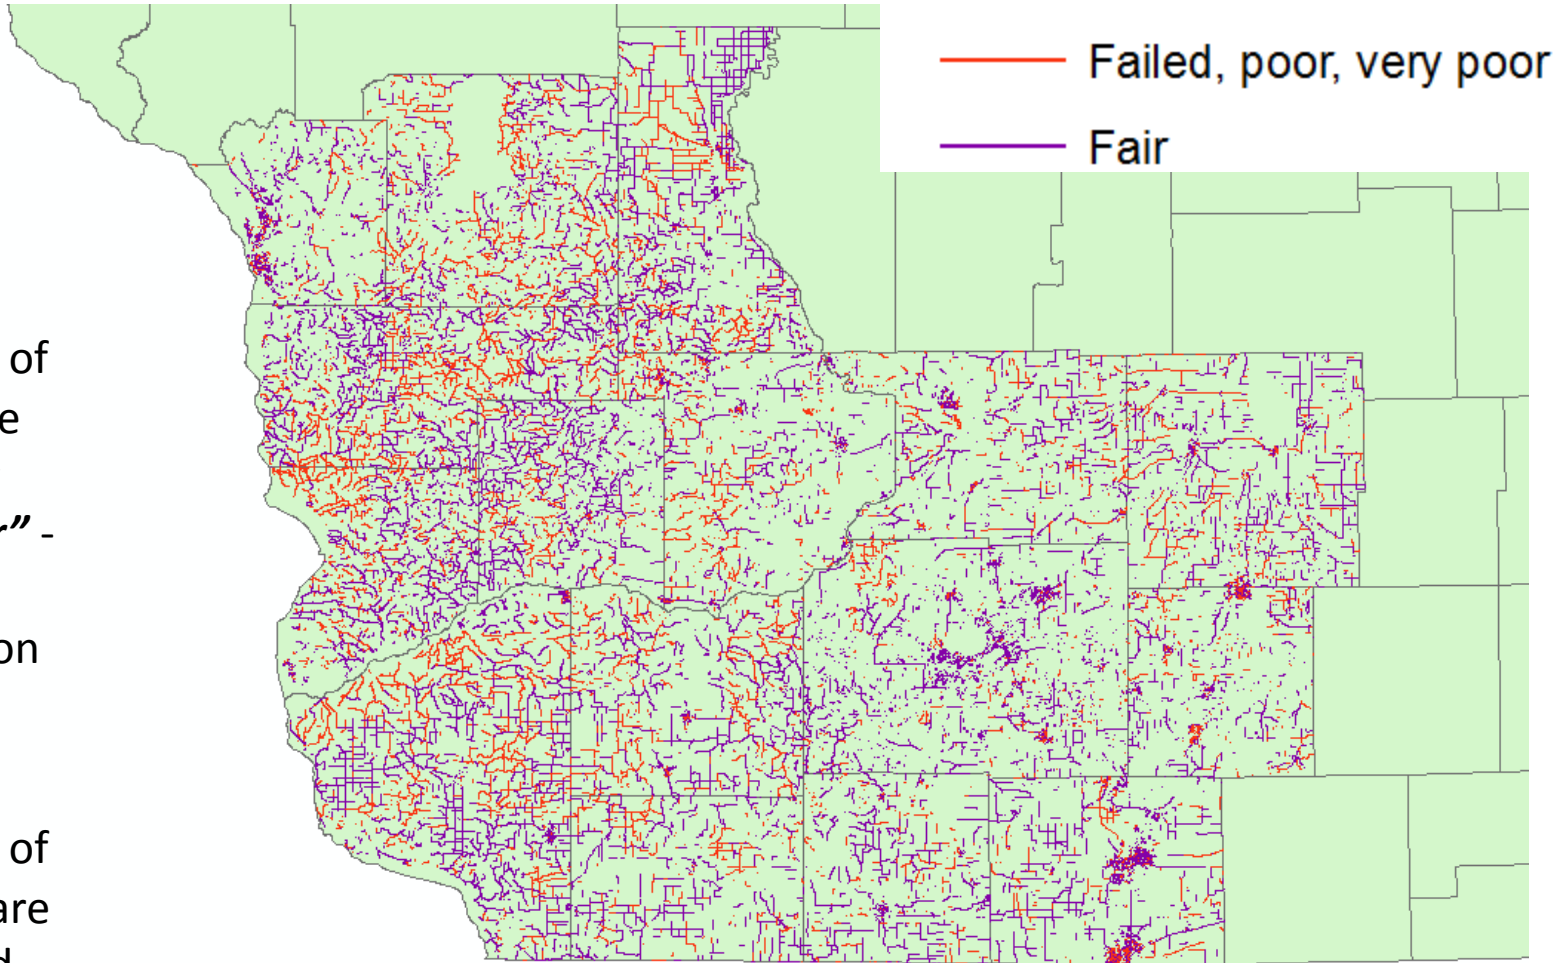 Failed, poor, very poor
Fair
of
r” -
on
of
are